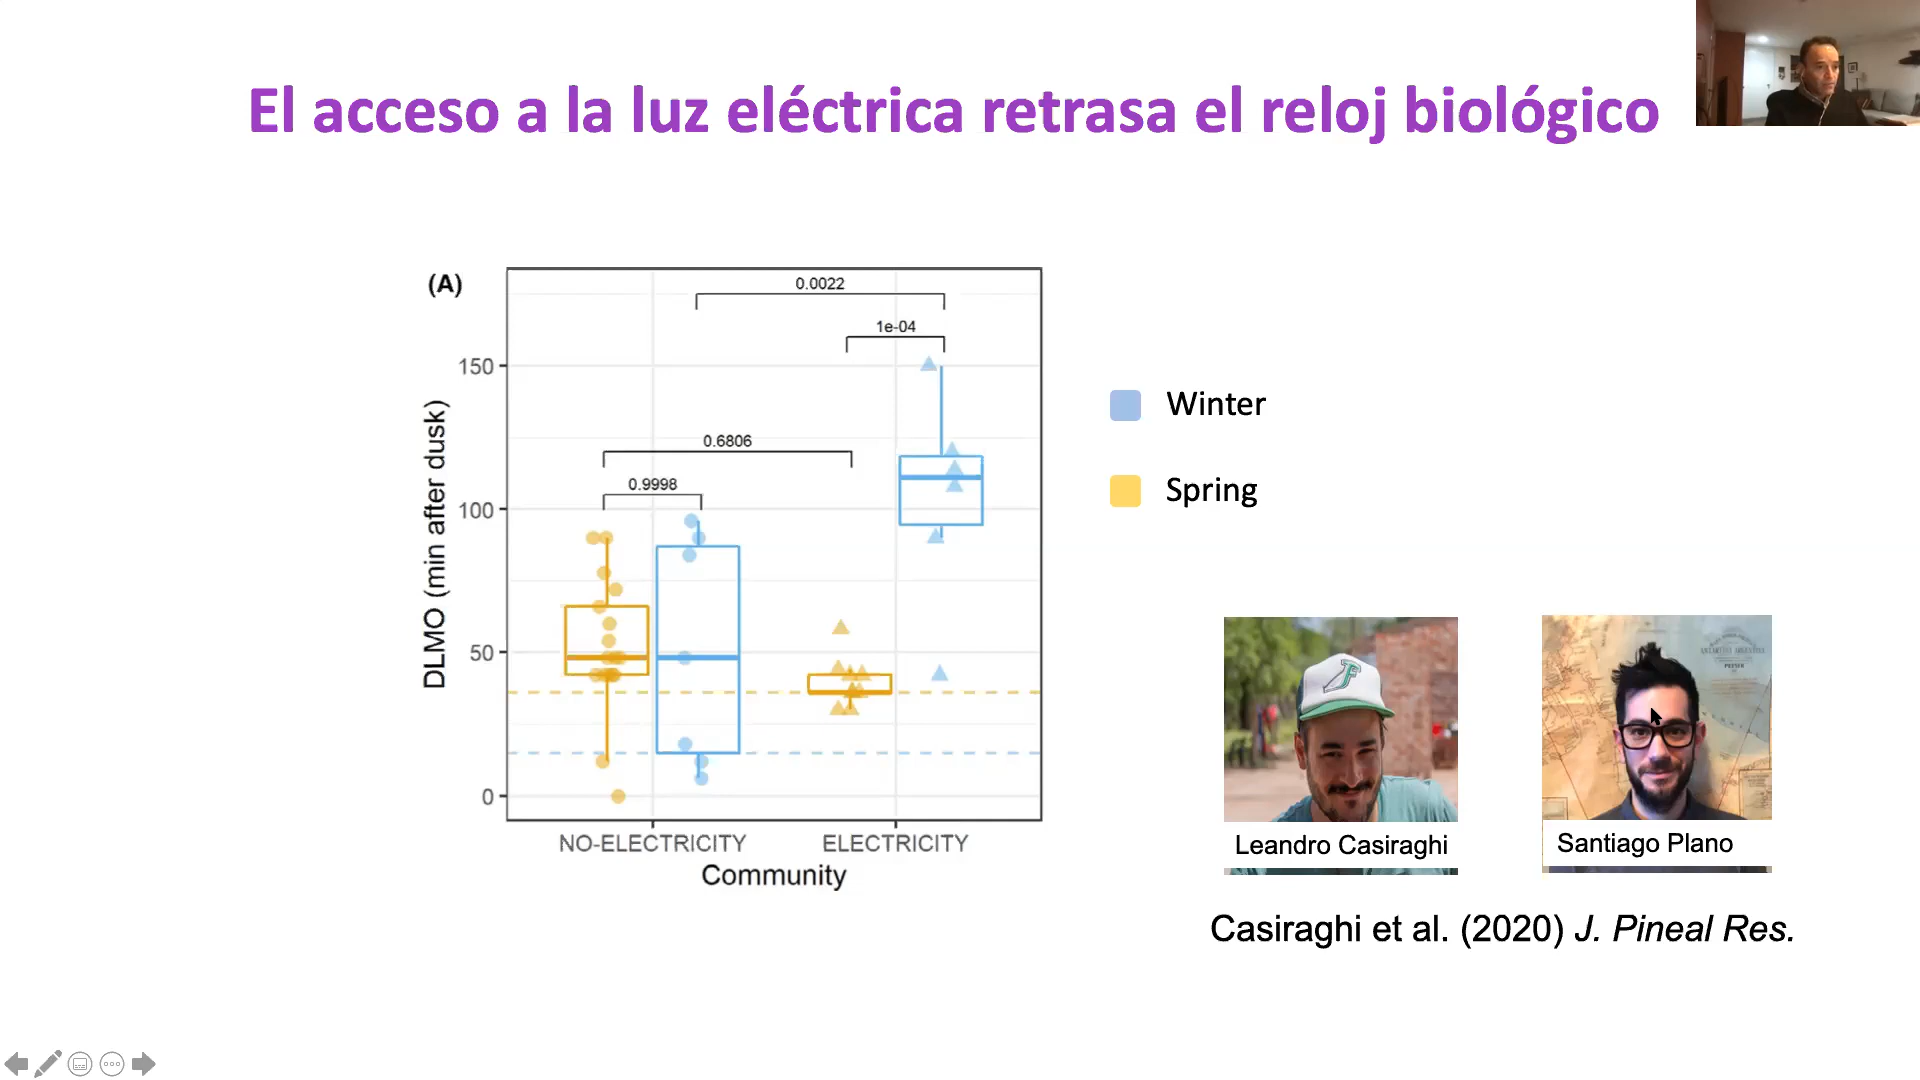 El acceso a la luz eléctrica retrasa el reloj biológico
(A)
0.0022
1e-04
0.6806
0.9998
150
100
50
0
DLMO (min after dusk)
NO-ELECTRICITY
ELECTRICITY
Community
Winter
Spring
Leandro Casiraghi
Santiago Plano
Casiraghi et al. (2020) J. Pineal Res.